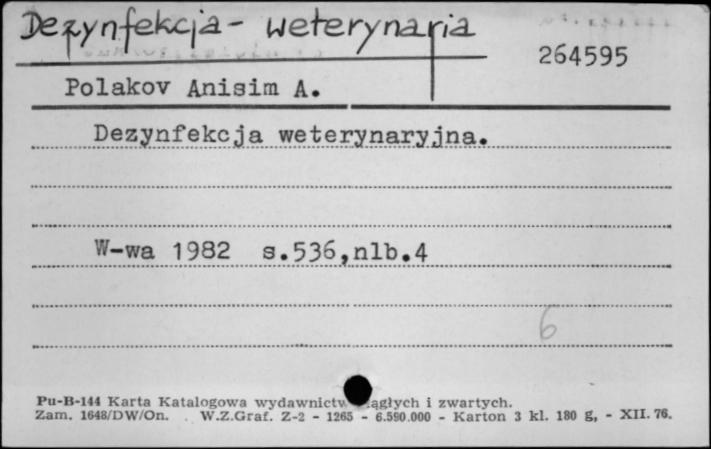 Dezynfekcja - weterynaria
264595
Polakov Anisim A.
Dezynfekcja weterynaryjna.
W-wa 1982 s.536,nlb.4
6
Pu-B-144 Karta Katalogowa wydawnictw ągłych i zwartych.
Zam. 1648/DW/On. W.Z.Graf. Z-2 - 1265 - 6.590.000 - Karton 3 kl. 180 g, - XII. 76.